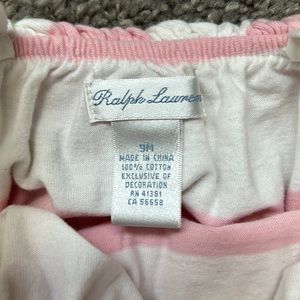 Ralph Lauren
9M
MADE IN CHINA
100% COTTON
EXCLUSIVE OF
DECORATION
RN 41381
CA 56658